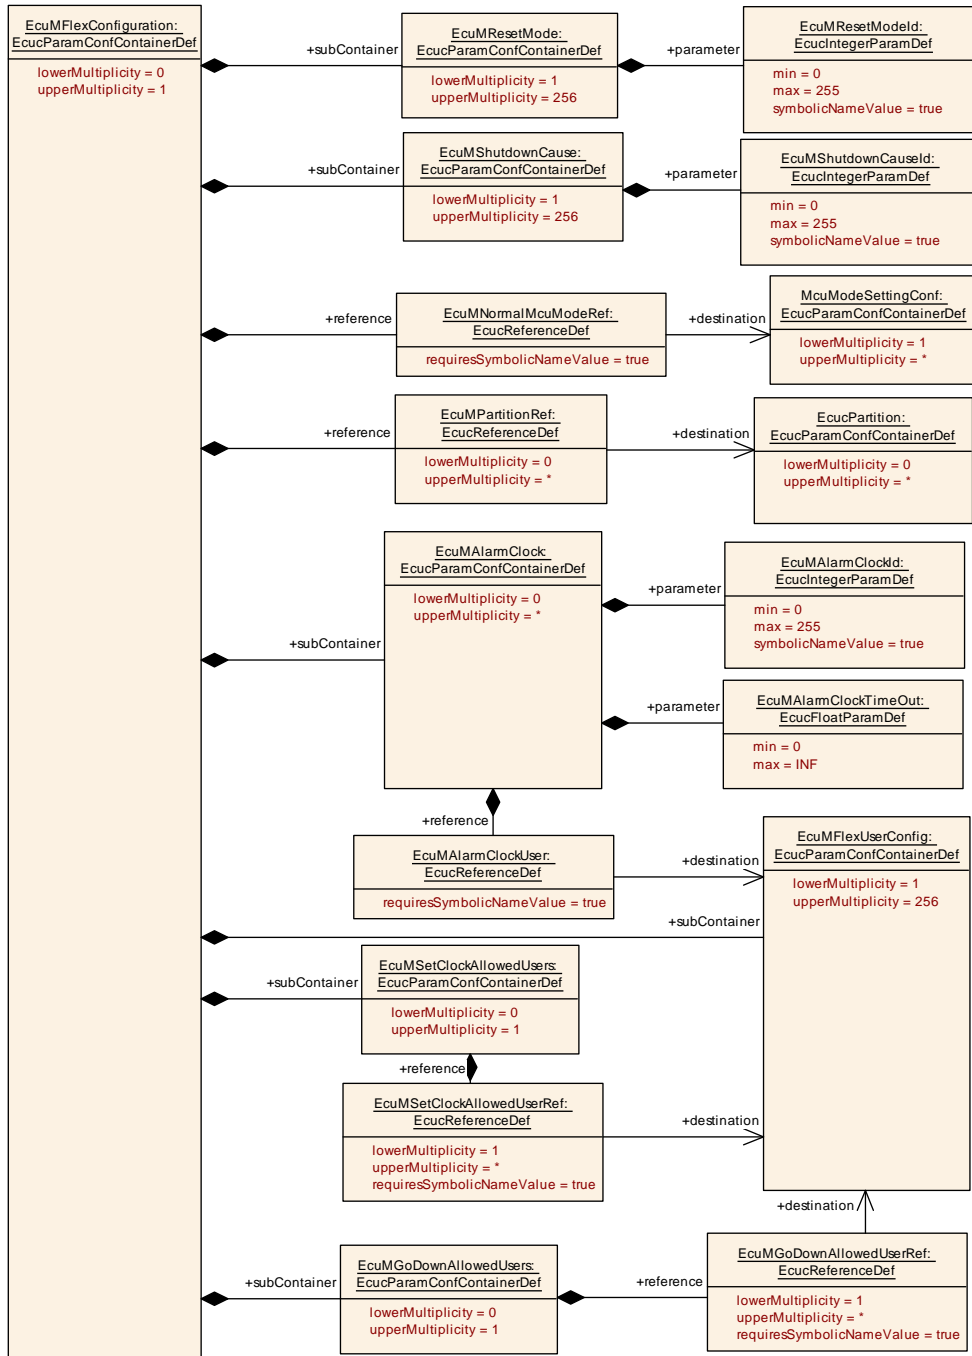 EcuMFlexConfiguration:
EcucParamConfContainerDef
lowerMultiplicity = 0
upperMultiplicity = 1
+subContainer
EcuMResetMode:
EcucParamConfContainerDef
lowerMultiplicity = 1
upperMultiplicity = 256
+parameter
EcuMResetModeId:
EcucIntegerParamDef
min = 0
max = 255
symbolicNameValue = true
+subContainer
EcuMShutdownCause:
EcucParamConfContainerDef
lowerMultiplicity = 1
upperMultiplicity = 256
+parameter
EcuMShutdownCauseId:
EcucIntegerParamDef
min = 0
max = 255
symbolicNameValue = true
+reference
EcuMNormalMcuModeRef:
EcucReferenceDef
requiresSymbolicNameValue = true
+destination
McuModeSettingConf:
EcucParamConfContainerDef
lowerMultiplicity = 1
upperMultiplicity = *
+reference
EcuMPartitionRef:
EcucReferenceDef
lowerMultiplicity = 0
upperMultiplicity = *
+destination
EcucPartition:
EcucParamConfContainerDef
lowerMultiplicity = 0
upperMultiplicity = *
+subContainer
EcuMAlarmClock:
EcucParamConfContainerDef
lowerMultiplicity = 0
upperMultiplicity = *
+parameter
EcuMAlarmClockId:
EcucIntegerParamDef
min = 0
max = 255
symbolicNameValue = true
+parameter
EcuMAlarmClockTimeOut:
EcucFloatParamDef
min = 0
max = INF
+reference
EcuMAlarmClockUser:
EcucReferenceDef
requiresSymbolicNameValue = true
+destination
EcuMFlexUserConfig:
EcucParamConfContainerDef
lowerMultiplicity = 1
upperMultiplicity = 256
+subContainer
+subContainer
EcuMSetClockAllowedUsers:
EcucParamConfContainerDef
lowerMultiplicity = 0
upperMultiplicity = 1
+reference
EcuMSetClockAllowedUserRef:
EcucReferenceDef
lowerMultiplicity = 1
upperMultiplicity = *
requiresSymbolicNameValue = true
+destination
+destination
+subContainer
EcuMGoDownAllowedUsers:
EcucParamConfContainerDef
lowerMultiplicity = 0
upperMultiplicity = 1
+reference
EcuMGoDownAllowedUserRef:
EcucReferenceDef
lowerMultiplicity = 1
upperMultiplicity = *
requiresSymbolicNameValue = true